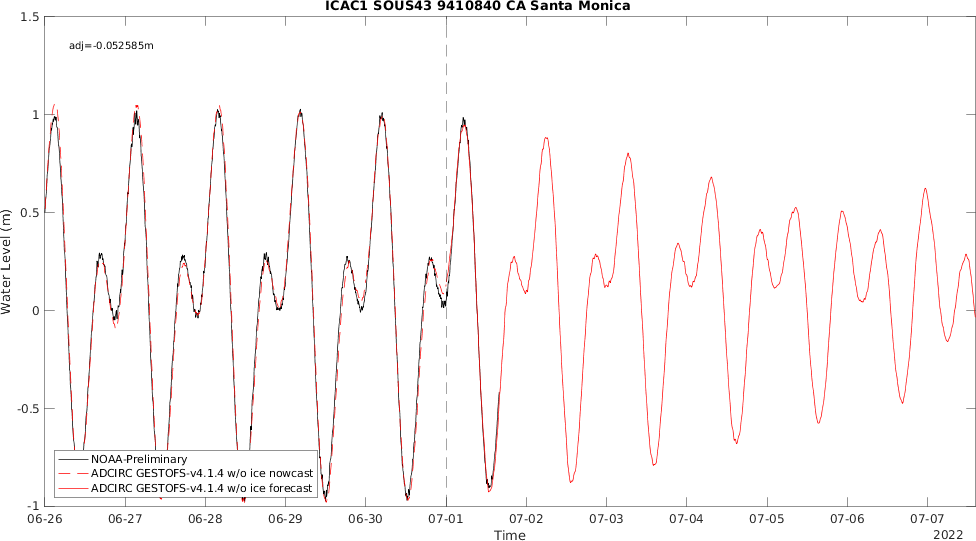 ICAC1 SOUS43 9410840 CA Santa Monica
adj=-0.052585m
Water Level (m)
1.5
1
0.5
0
-0.5
-1
NOAA-Preliminary
ADCIRC GESTOFS-v4.1.4 w/o ice nowcast
ADCIRC GESTOFS-v4.1.4 w/o ice forecast
06-26 06-27 06-28 06-29 06-30 07-01 07-02 07-03 07-04 07-05 07-06 07-07
Time
2022